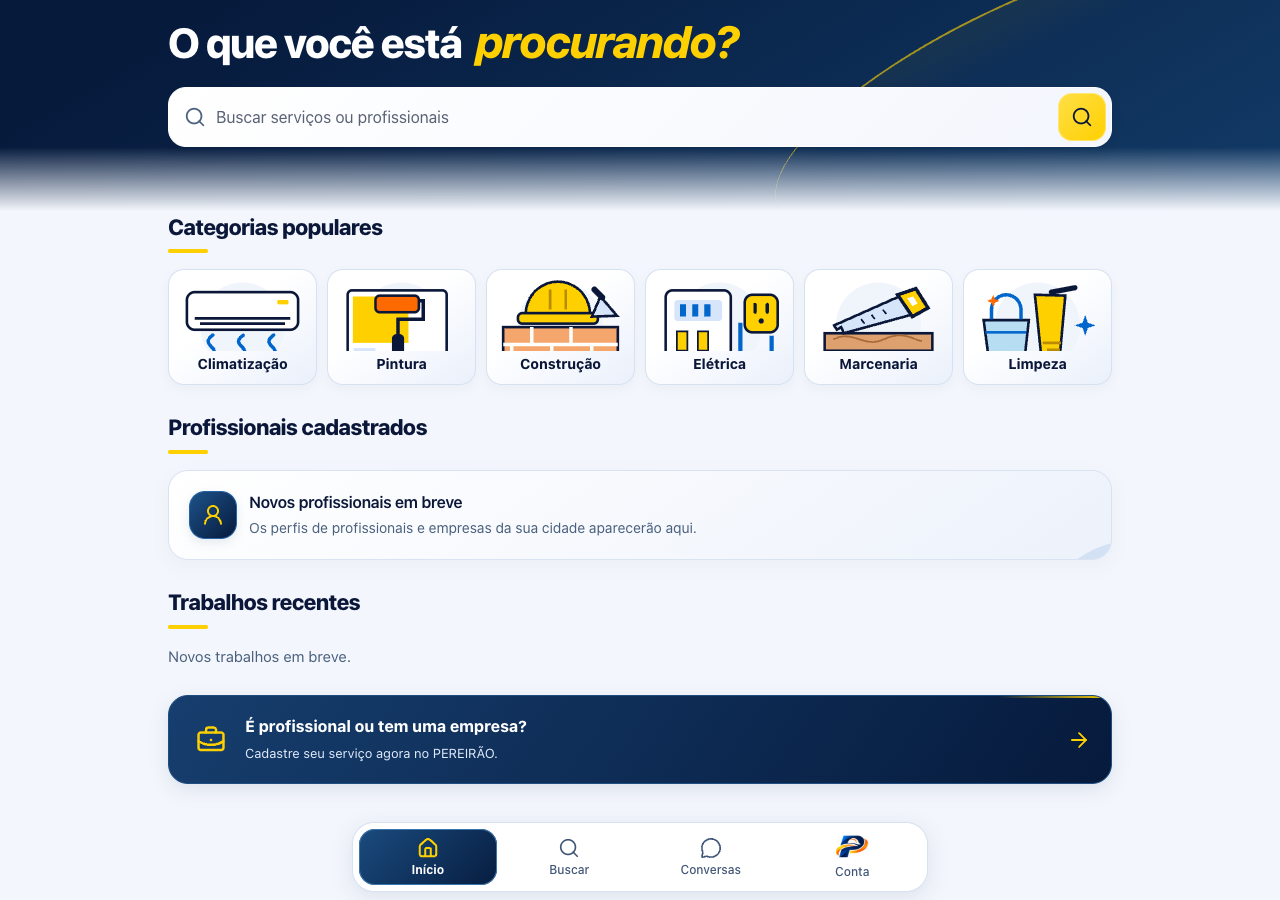 O que você está procurando?
Buscar serviços ou profissionais
Categorias populares
Climatização
Pintura
Construção
Elétrica
Marcenaria
Limpeza
Profissionais cadastrados
Novos profissionais em breve
Os perfis de profissionais e empresas da sua cidade aparecerão aqui.
Trabalhos recentes
Novos trabalhos em breve.
É profissional ou tem uma empresa?
Cadastre seu serviço agora no PEREIRÃO.
Início
Buscar
Conversas
Conta